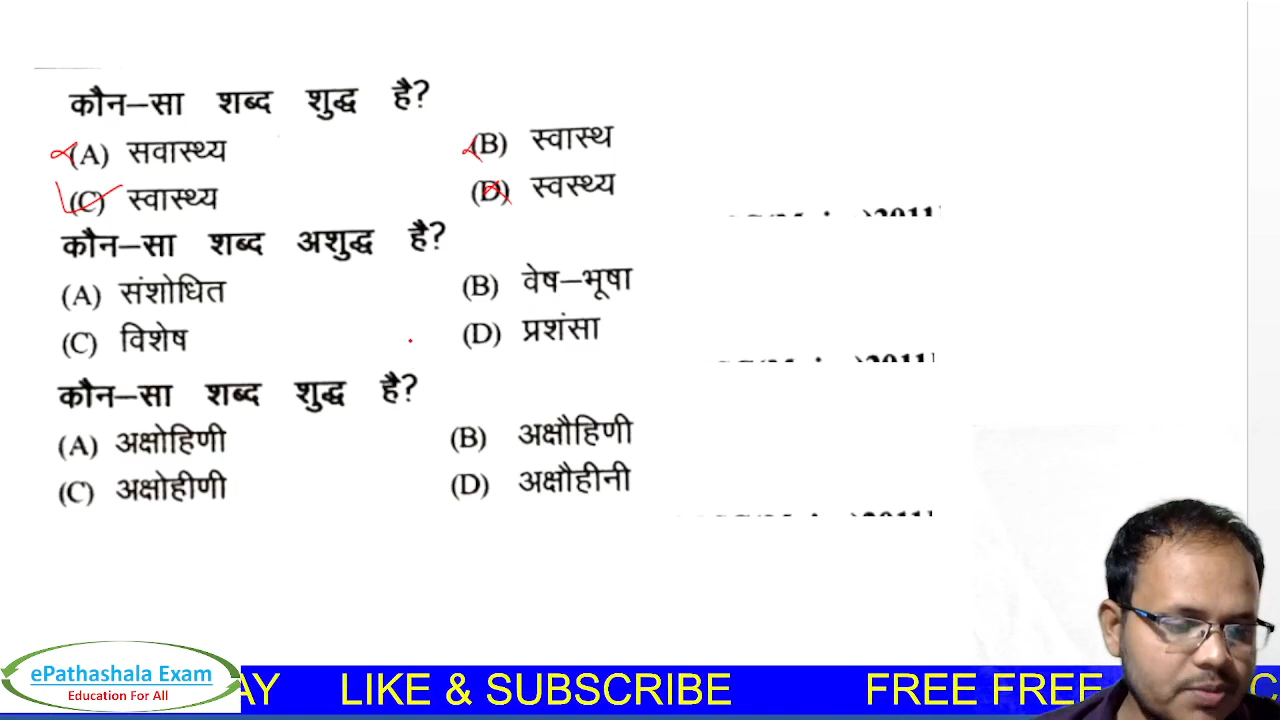 कौन–सा शब्द शुद्ध है?
(A) सवास्थ्य (B) स्वास्थ
(C) स्वास्थ्य (D) स्वस्थ्य
कौन–सा शब्द अशुद्ध है?
(A) संशोधित (B) वेष–भूषा
(C) विशेष (D) प्रशंसा
कौन–सा शब्द शुद्ध है?
(A) अक्षोहिणी (B) अक्षौहिणी
(C) अक्षोहीणी (D) अक्षौहीनी
ePathashala Exam
Education For All
AY LIKE & SUBSCRIBE FREE FREE